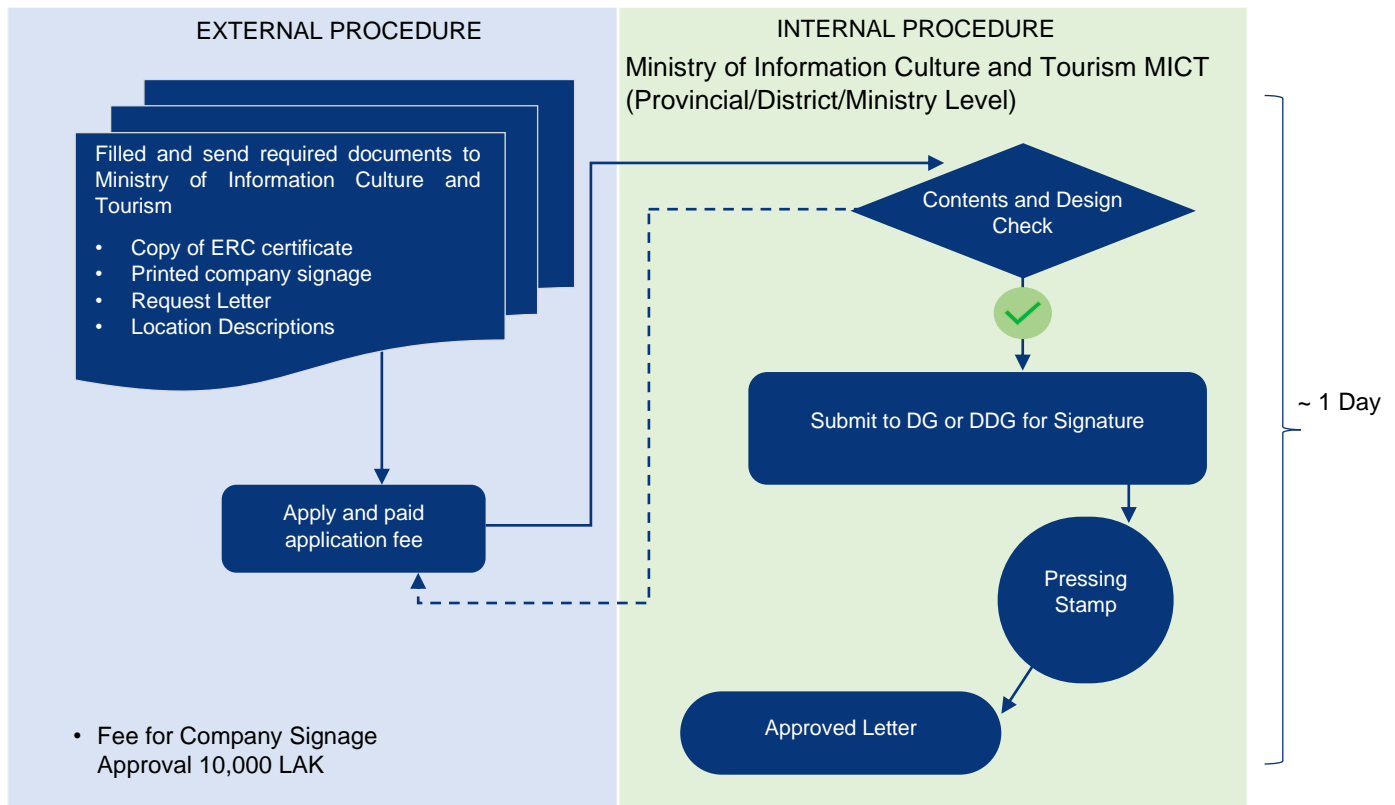 EXTERNAL PROCEDURE
INTERNAL PROCEDURE
Ministry of Information Culture and Tourism MICT
(Provincial/District/Ministry Level)
Filled and send required documents to
Ministry of Information Culture and
Tourism
• Copy of ERC certificate
• Printed company signage
• Request Letter
• Location Descriptions
Contents and Design
Check
Submit to DG or DDG for Signature
~ 1 Day
Apply and paid
application fee
Pressing
Stamp
Approved Letter
• Fee for Company Signage
Approval 10,000 LAK